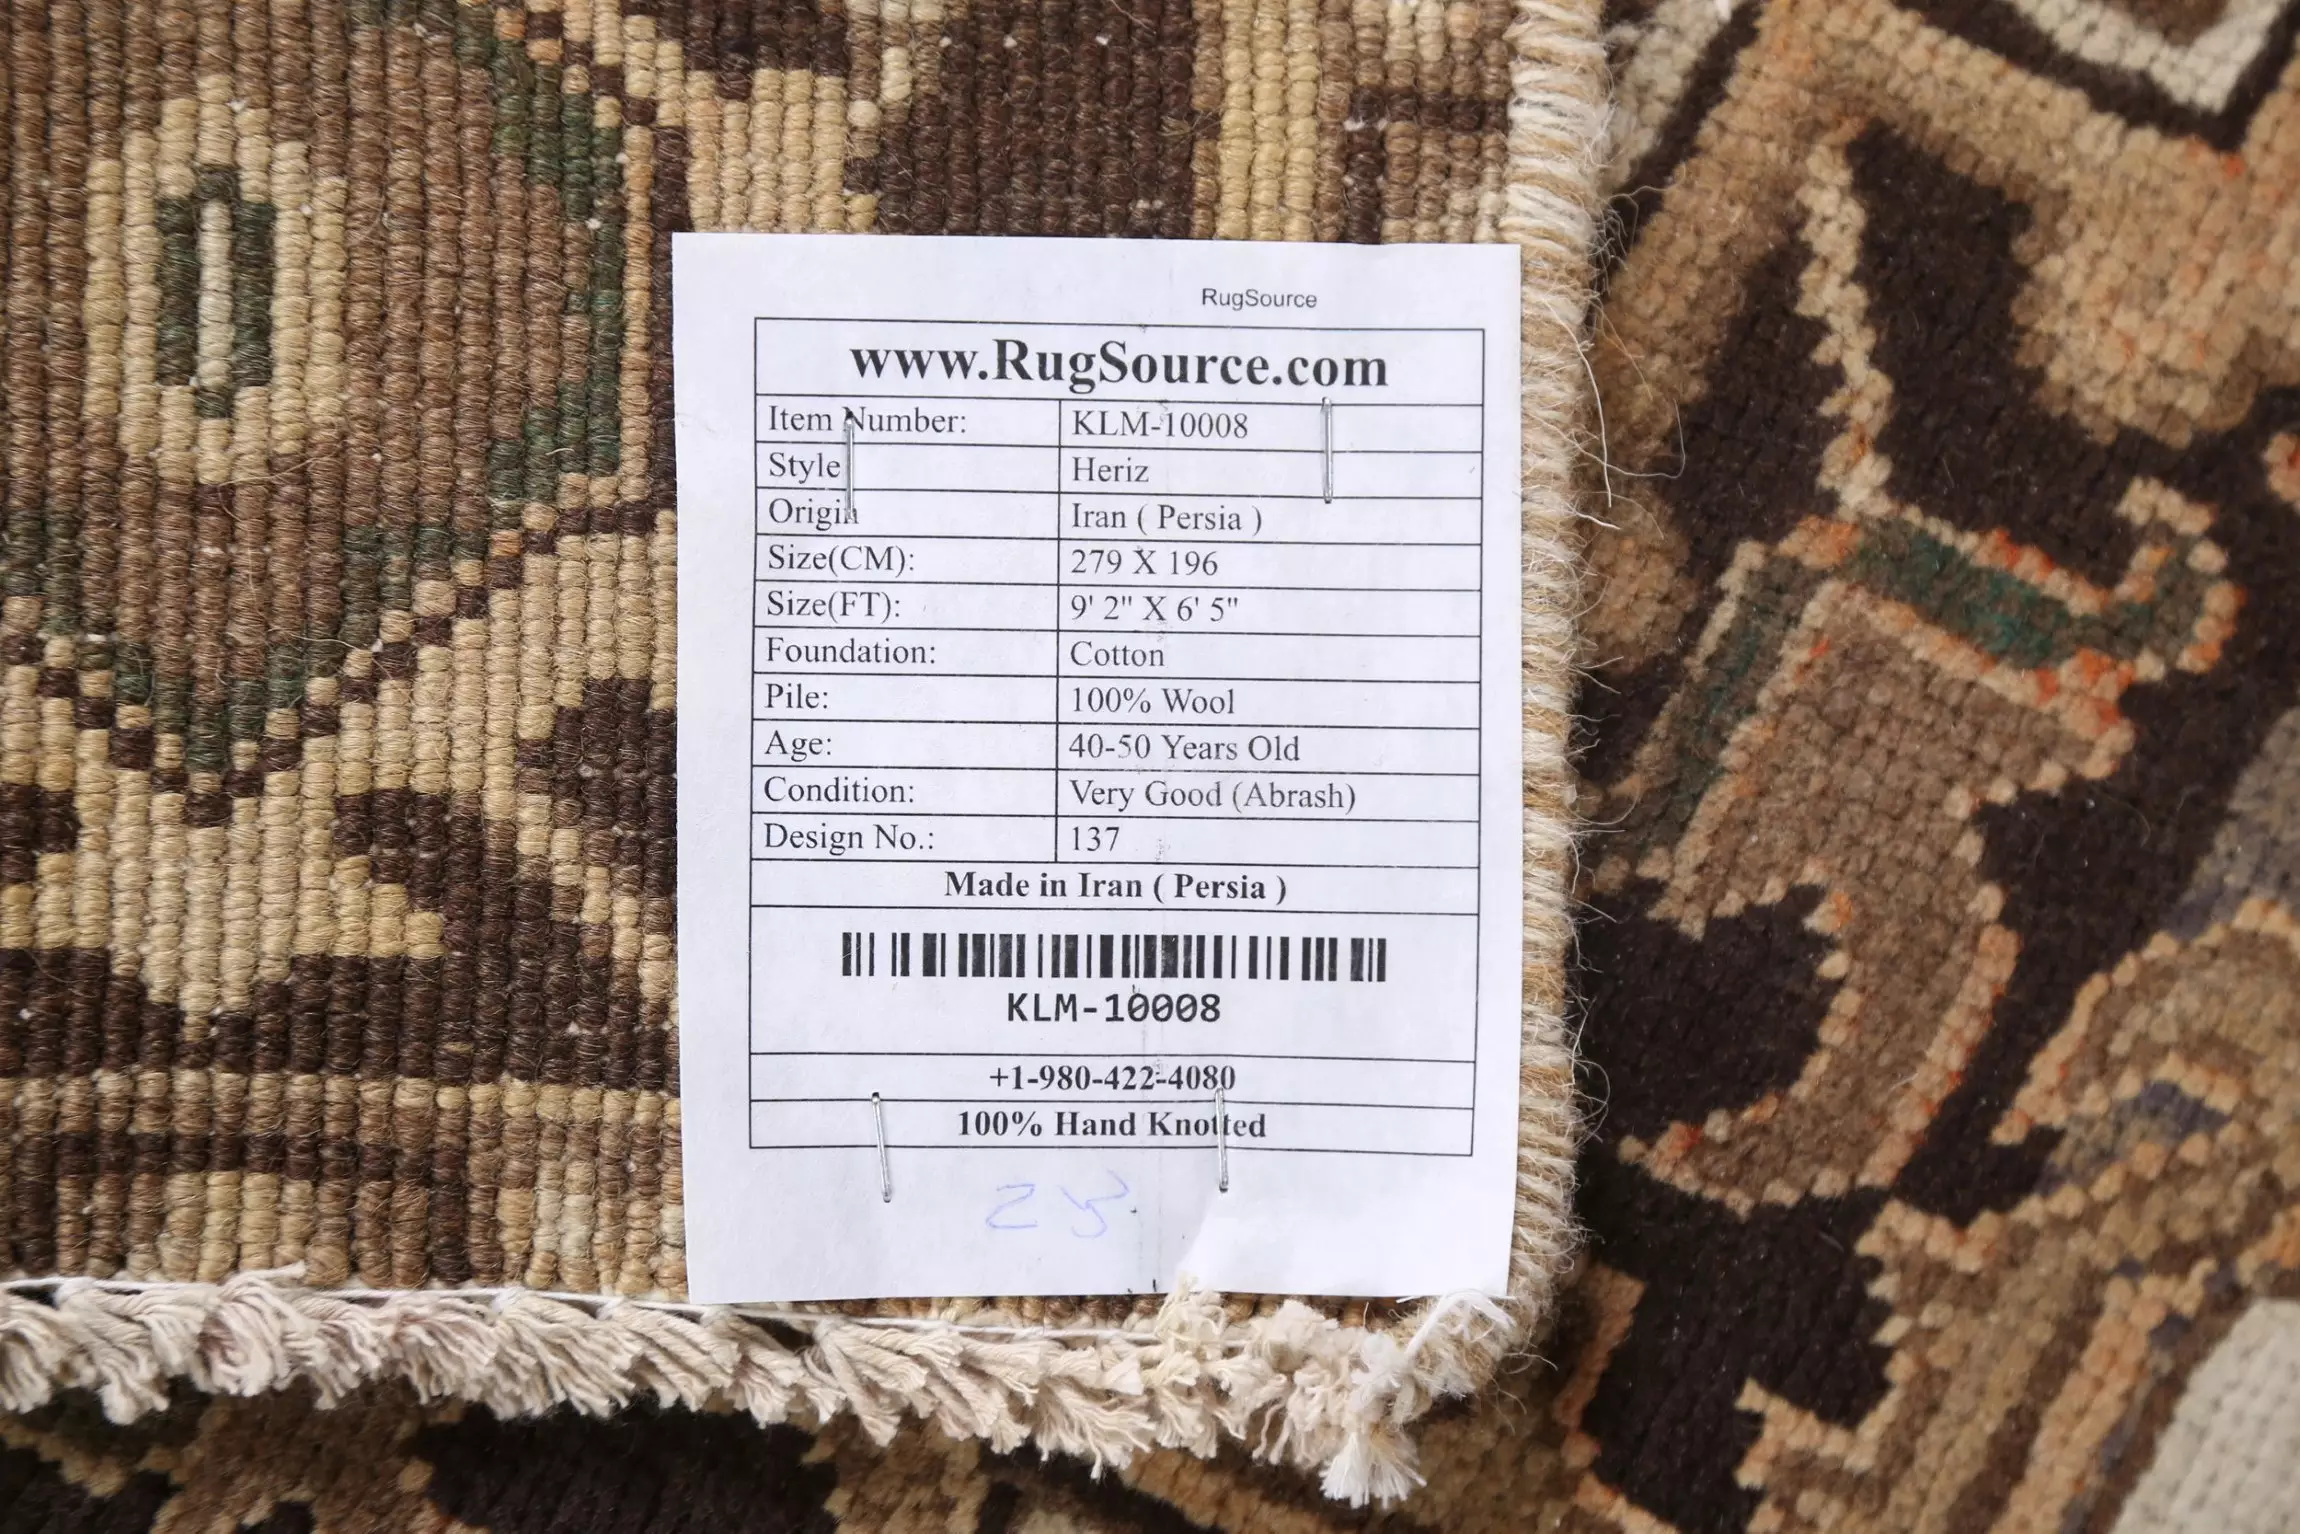 RugSource
www.RugSource.com
Item Number: KLM-10008
Style Heriz
Origin Iran ( Persia )
Size(CM): 279 X 196
Size(FT): 9' 2" X 6' 5"
Foundation: Cotton
Pile: 100% Wool
Age: 40-50 Years Old
Condition: Very Good (Abrash)
Design No.: 137
Made in Iran ( Persia )
KLM-10008
+1-980-422-4080
100% Hand Knotted